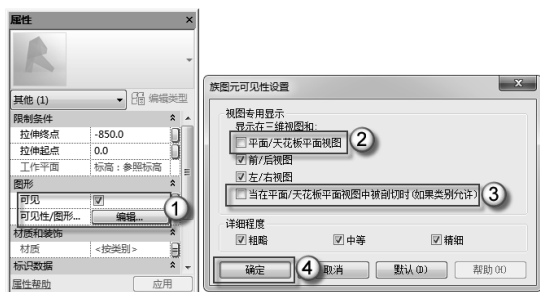 属性
其他 (1)
编辑类型
限制条件
拉伸终点 -850.0
拉伸起点 0.0
工作平面 标高：参照标高
图形
可见
可见性/图形... 编辑...
1
材质和装饰
材质 <按类别>
标识数据
属性帮助 应用
族图元可见性设置
视图专用显示
显示在三维视图和:
平面/天花板平面视图
2
前/后视图
左/右视图
当在平面/天花板平面视图中被剖切时(如果类别允许)
3
详细程度
粗略 中等 精细
确定 4 取消 默认(D) 帮助(H)